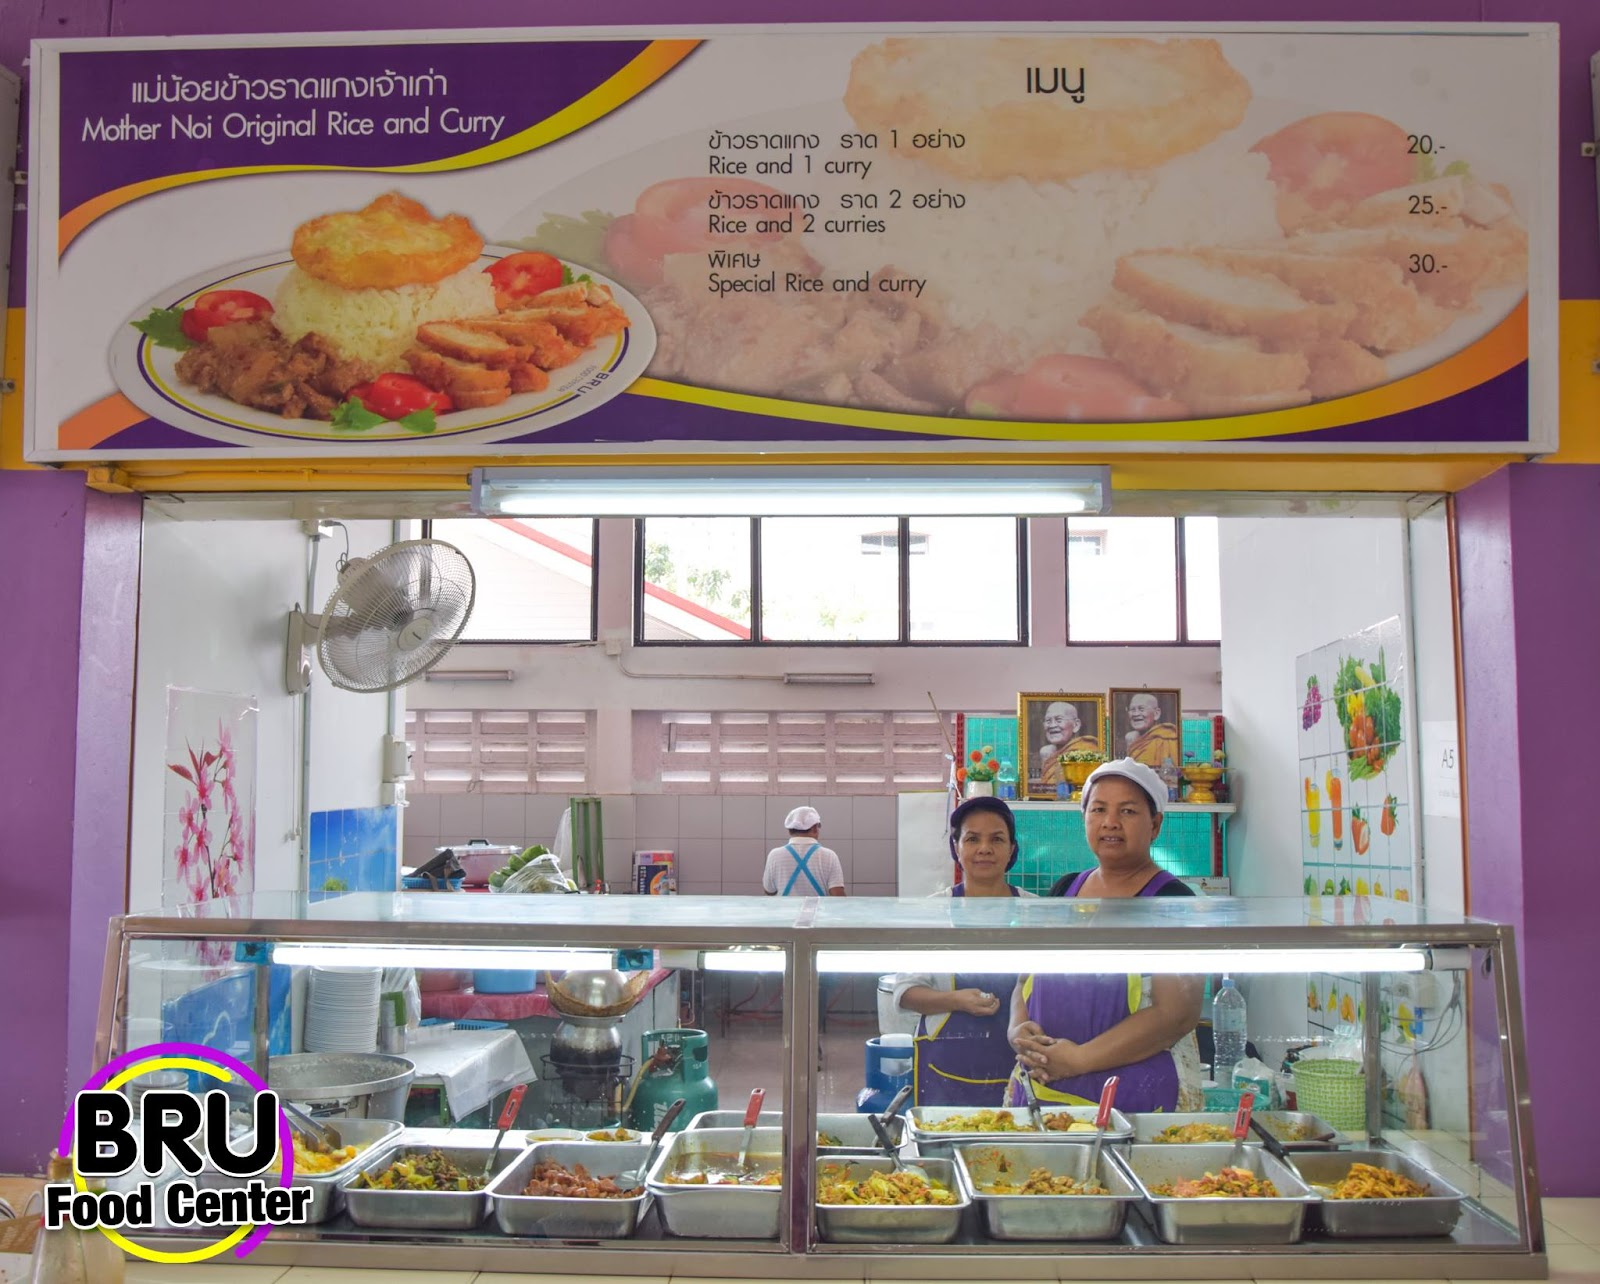 แม่น้อยข้าวราดแกงเจ้าเก่า
Mother Noi Original Rice and Curry
เมนู
ข้าวราดแกง ราด 1 อย่าง 20.-
Rice and 1 curry
ข้าวราดแกง ราด 2 อย่าง 25.-
Rice and 2 curries
พิเศษ 30.-
Special Rice and curry
BRU
FOOD CENTER
A5
BRU
Food Center